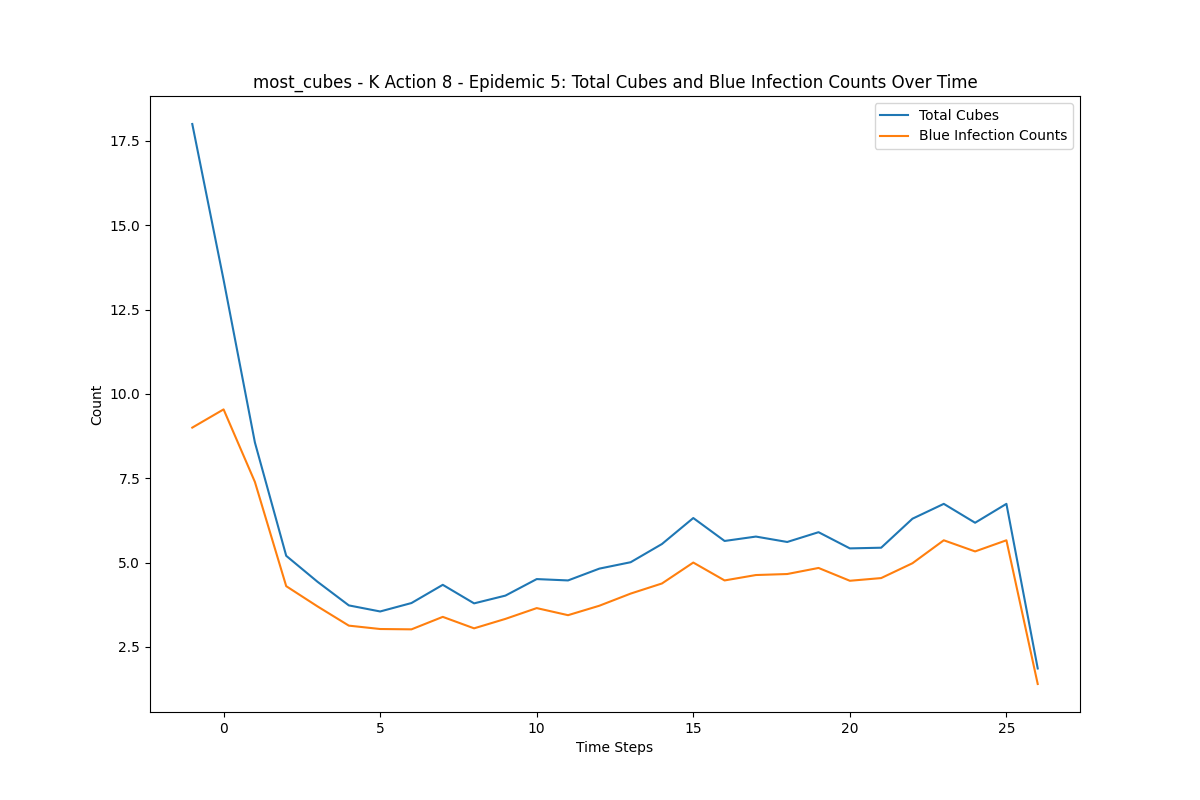 most_cubes - K Action 8 - Epidemic 5: Total Cubes and Blue Infection Counts Over Time
Total Cubes
Blue Infection Counts
17.5
15.0
12.5
10.0
7.5
5.0
2.5
Count
0 5 10 15 20 25
Time Steps